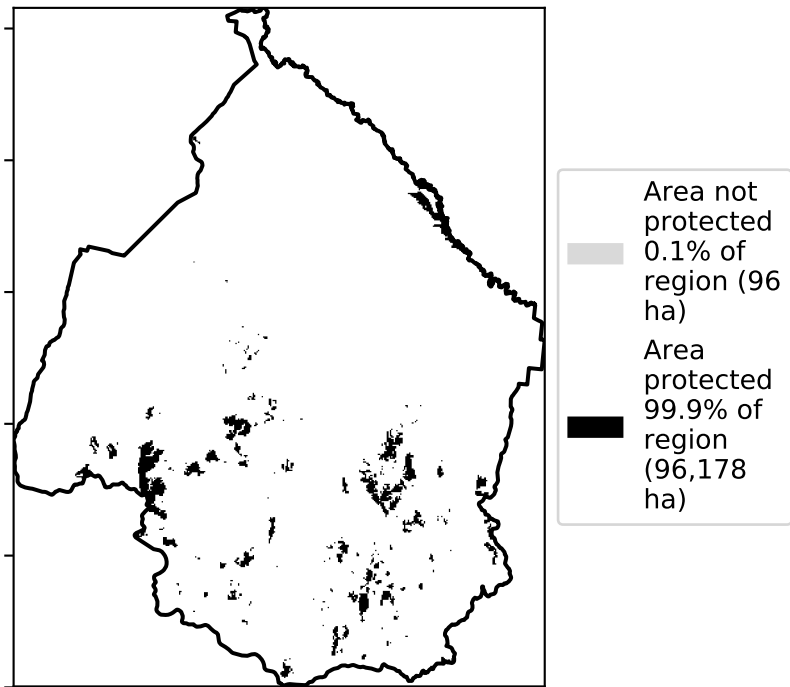 Area not
protected
0.1% of
region (96
ha)
Area
protected
99.9% of
region
(96,178
ha)